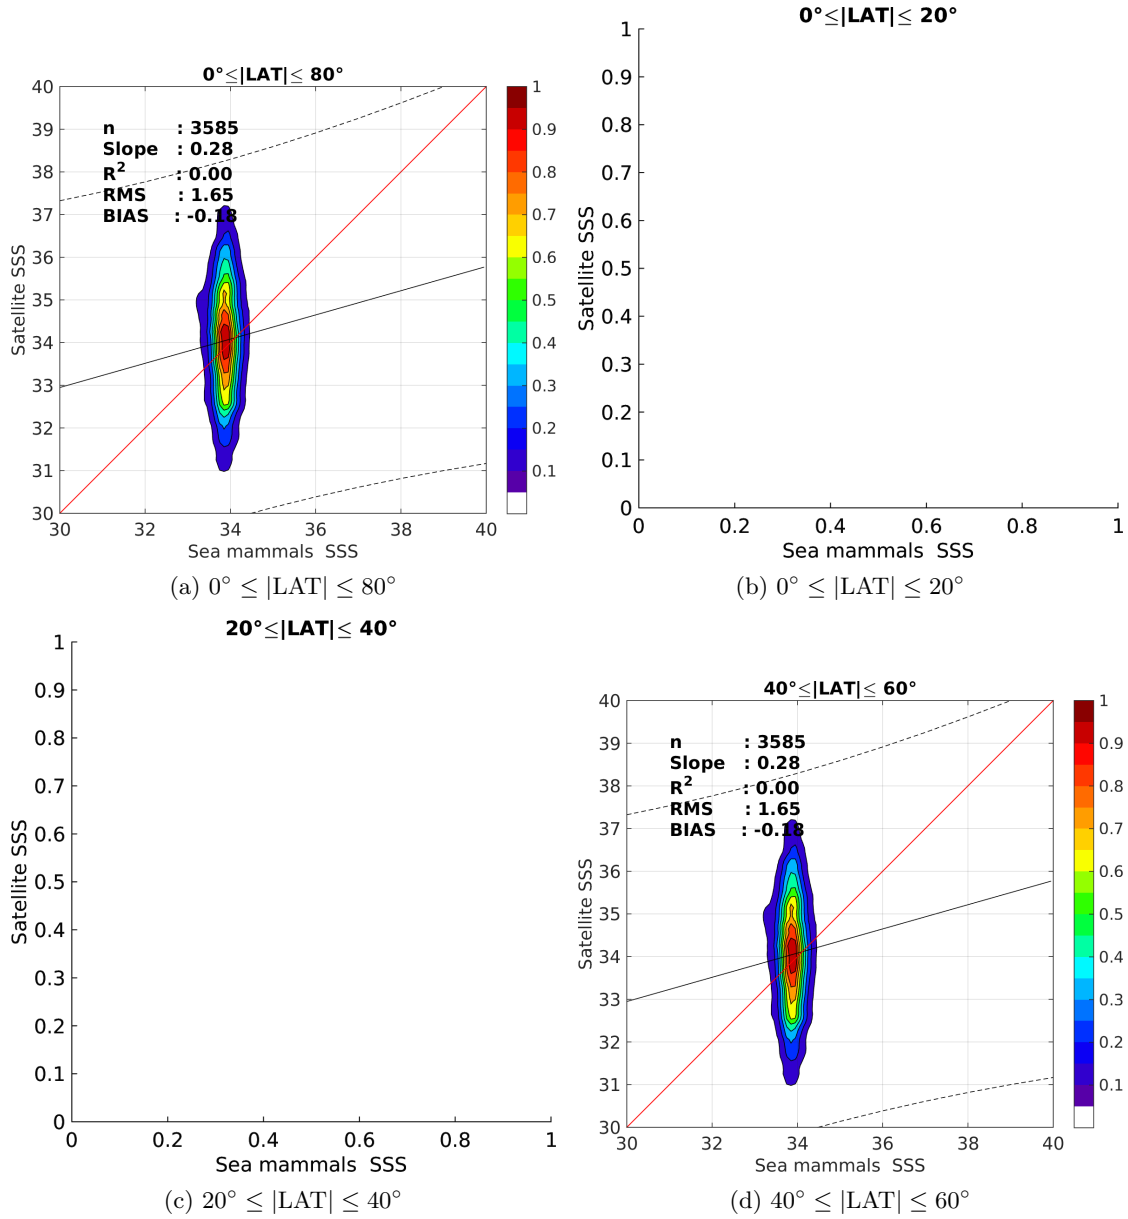 0°≤|LAT|≤ 80°
40
39
38
37
36
35
34
33
32
31
30
n : 3585
Slope : 0.28
R² : 0.00
RMS : 1.65
BIAS : -0.18
Satellite SSS
30 32 34 36 38 40
Sea mammals SSS
1
0.9
0.8
0.7
0.6
0.5
0.4
0.3
0.2
0.1
(a) 0° ≤ |LAT| ≤ 80°
0°≤|LAT|≤ 20°
1
0.9
0.8
0.7
0.6
0.5
0.4
0.3
0.2
0.1
0
Satellite SSS
0 0.2 0.4 0.6 0.8 1
Sea mammals SSS
(b) 0° ≤ |LAT| ≤ 20°
20°≤|LAT|≤ 40°
1
0.9
0.8
0.7
0.6
0.5
0.4
0.3
0.2
0.1
0
Satellite SSS
0 0.2 0.4 0.6 0.8 1
Sea mammals SSS
(c) 20° ≤ |LAT| ≤ 40°
40°≤|LAT|≤ 60°
40
39
38
37
36
35
34
33
32
31
30
n : 3585
Slope : 0.28
R² : 0.00
RMS : 1.65
BIAS : -0.18
Satellite SSS
30 32 34 36 38 40
Sea mammals SSS
1
0.9
0.8
0.7
0.6
0.5
0.4
0.3
0.2
0.1
(d) 40° ≤ |LAT| ≤ 60°